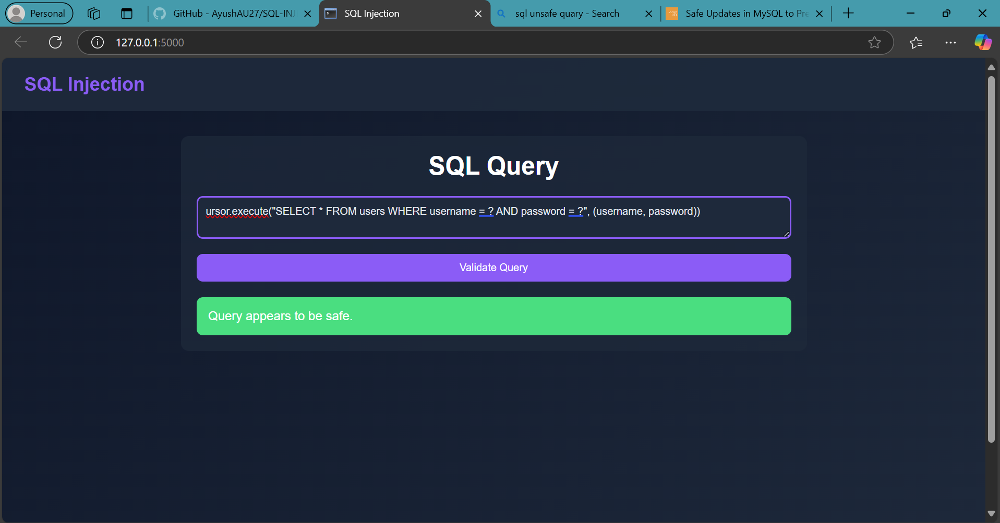 Personal
GitHub - AyushAU27/SQL-INJ
SQL Injection
sql unsafe quary - Search
Safe Updates in MySQL to Pre
127.0.0.1:5000
SQL Injection
SQL Query
ursor.execute("SELECT * FROM users WHERE username = ? AND password = ?", (username, password))
Validate Query
Query appears to be safe.